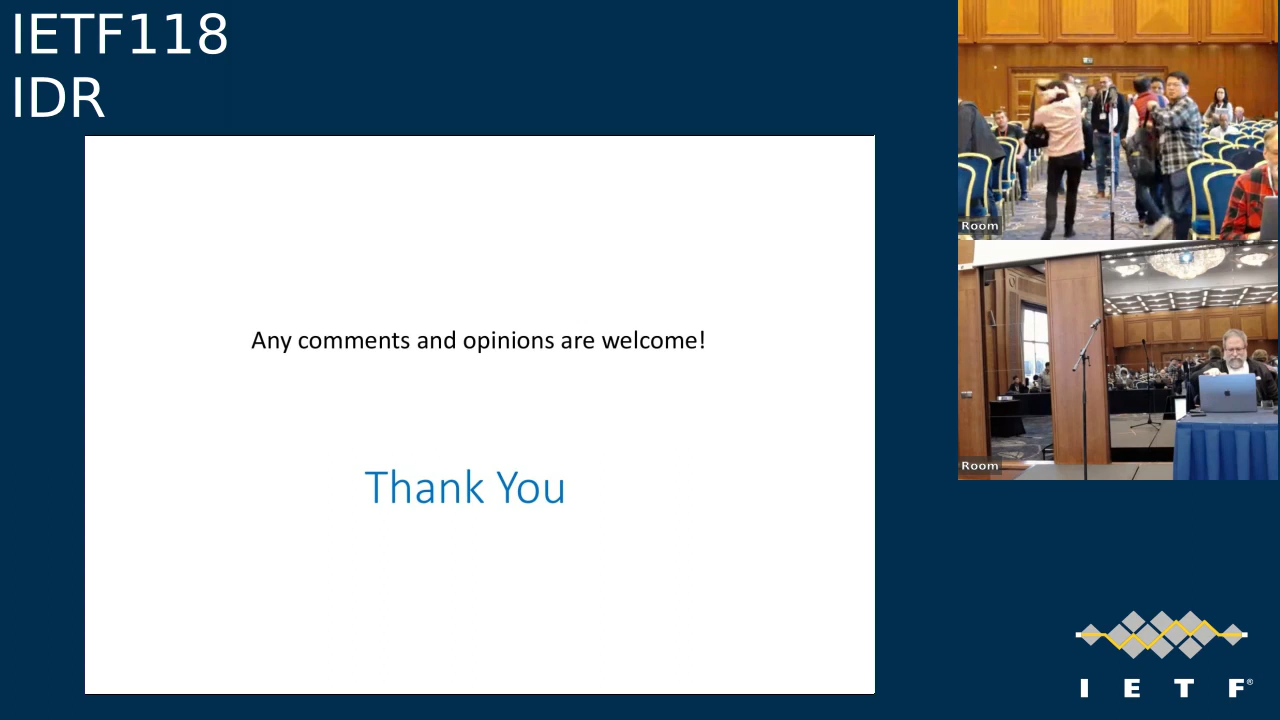 IETF118
IDR
Any comments and opinions are welcome!
Thank You
Room
Room
I E T F®